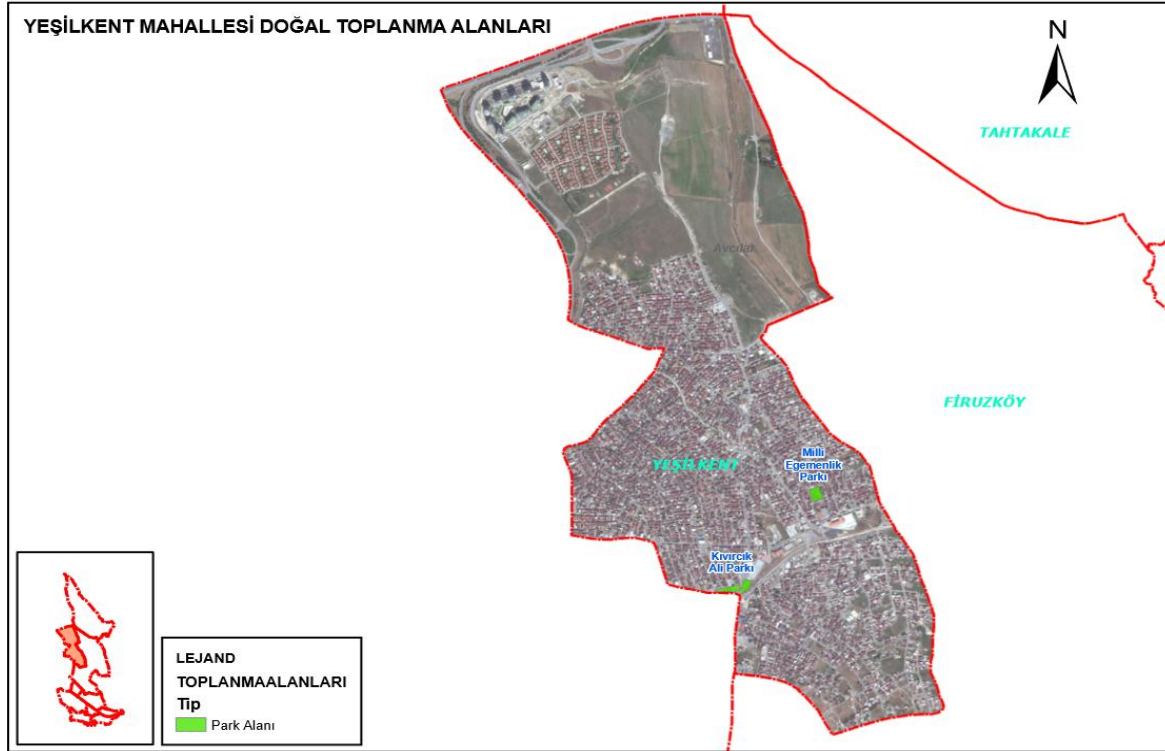 YEŞİLKENT MAHALLESİ DOĞAL TOPLANMA ALANLARI
N
TAHTAKALE
Avcılar
FİRUZKÖY
YEŞİLKENT
Milli
Egemenlik
Parkı
Kıvırcık
Ali Parkı
LEJAND
TOPLANMAALANLARI
Tip
Park Alanı